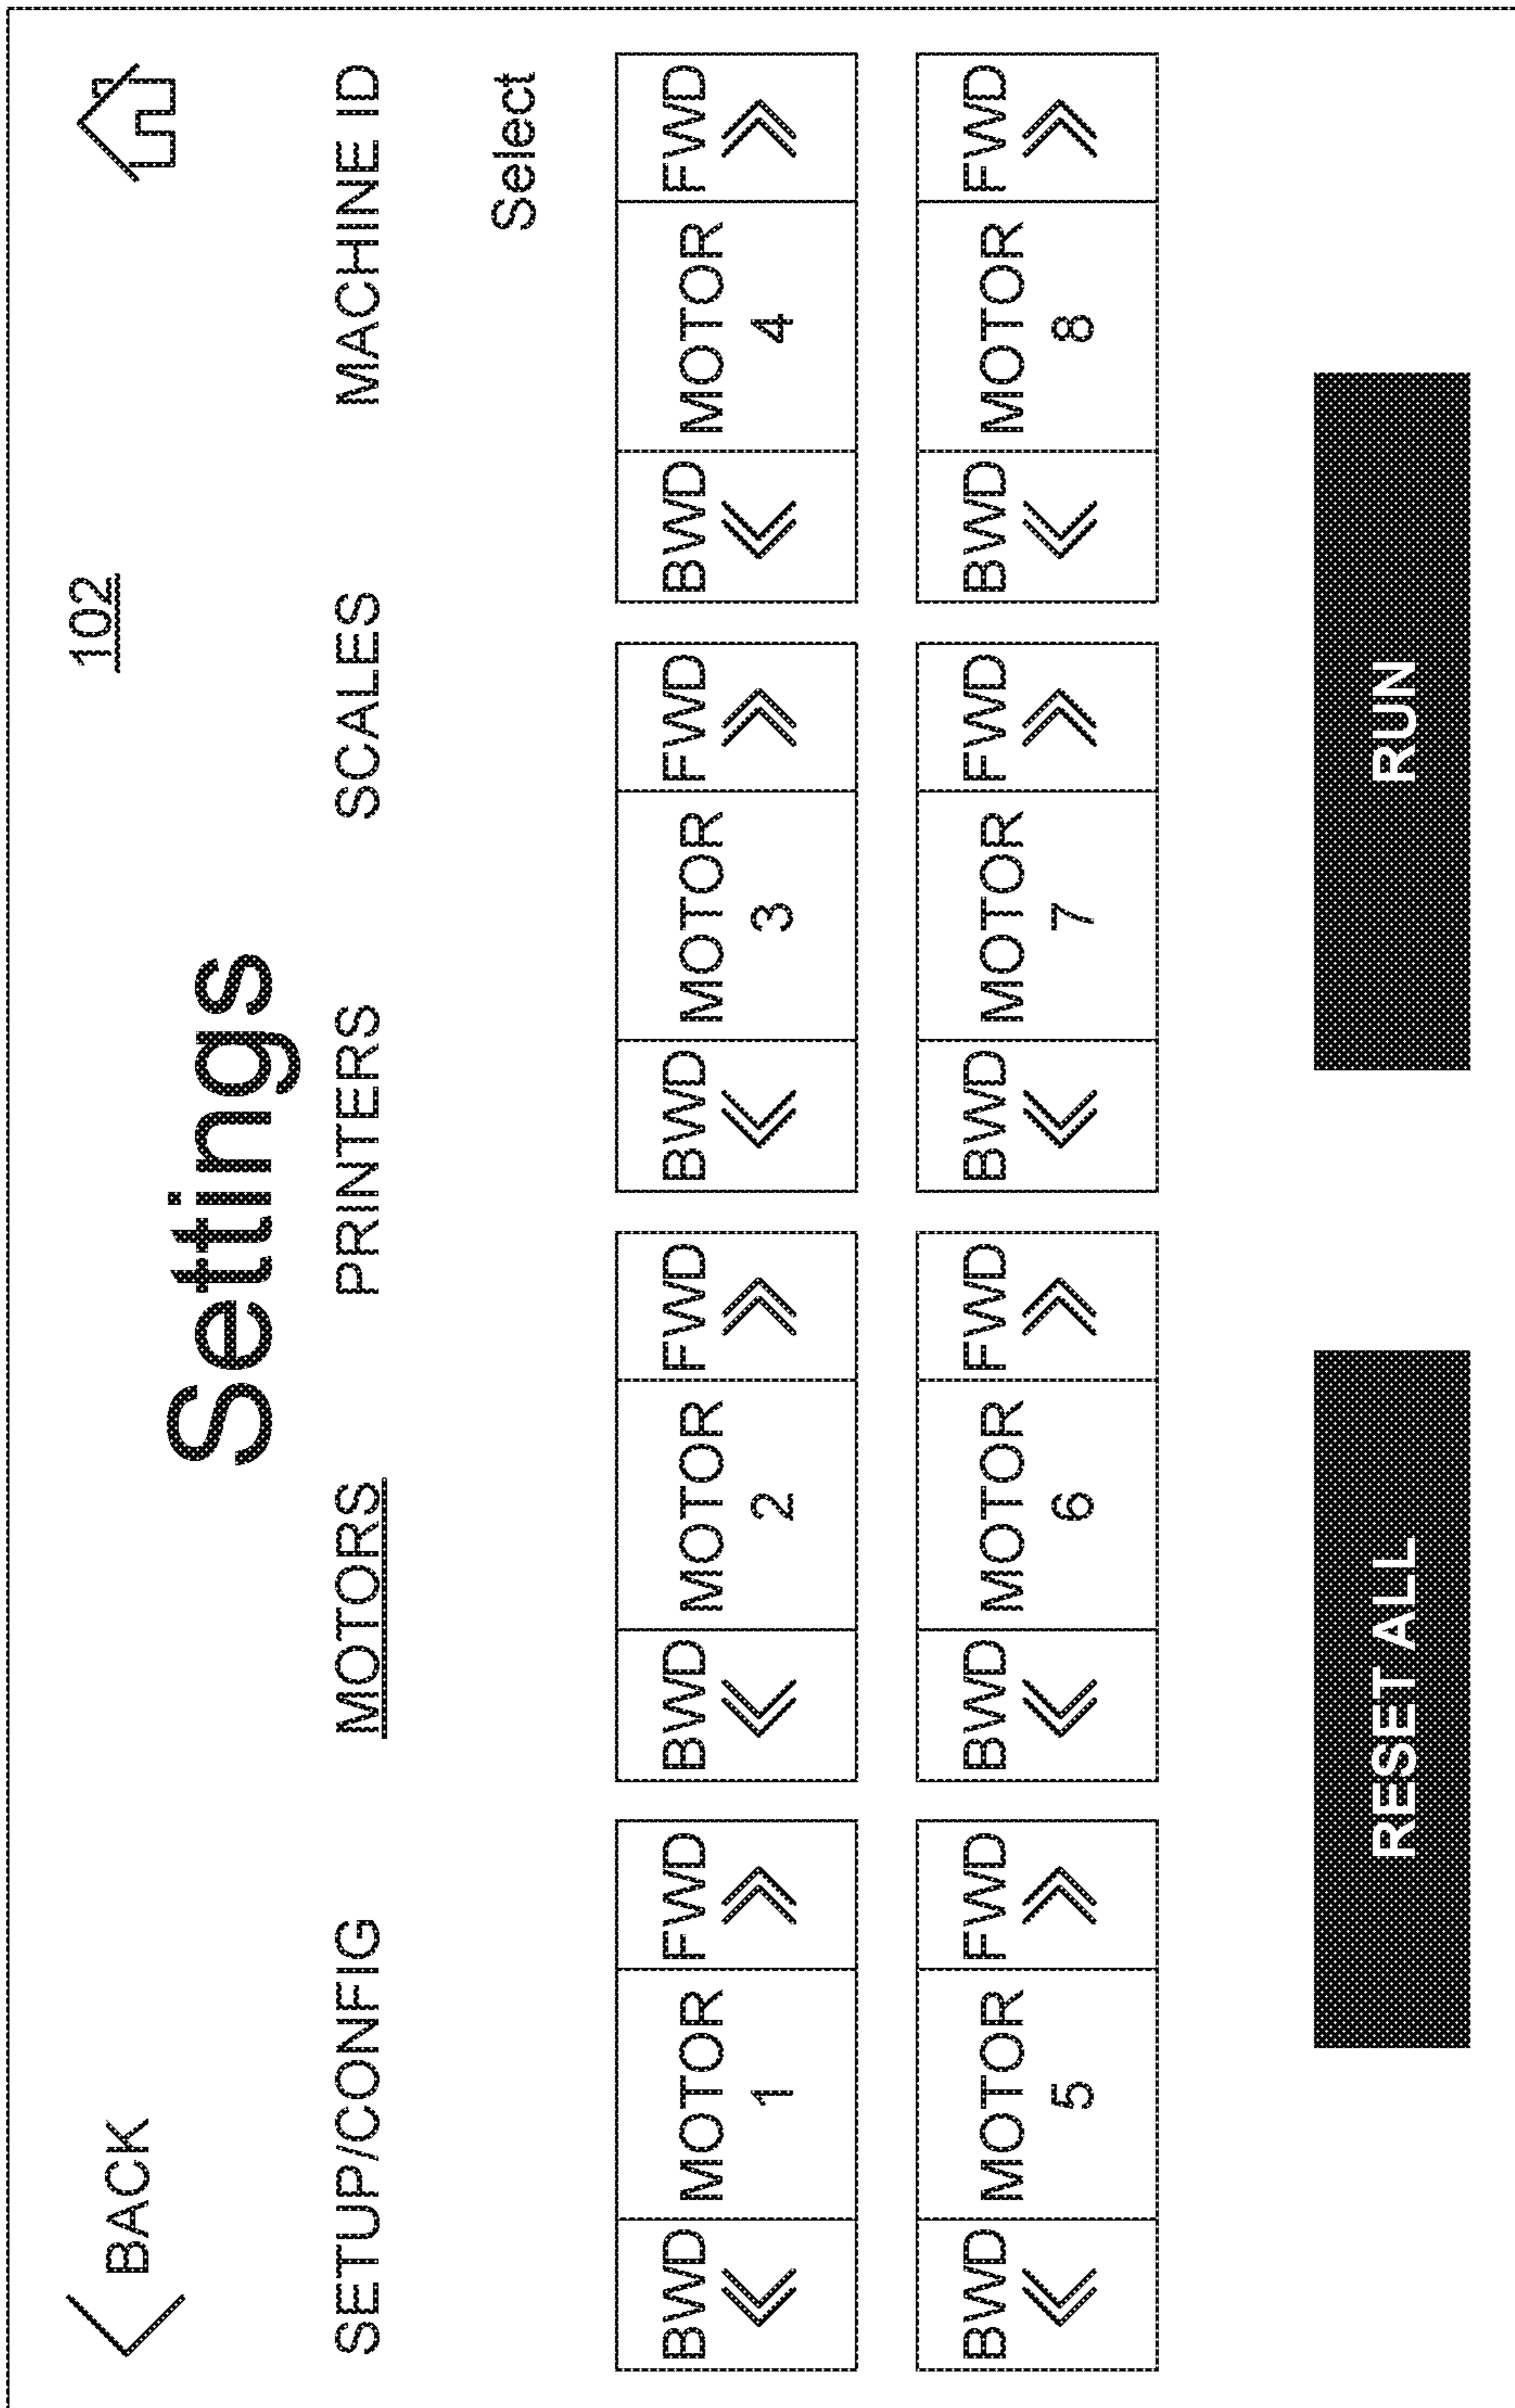 102
BACK
Settings
SETUP/CONFIG MOTORS PRINTERS SCALES MACHINE ID
Select
BWD MOTOR FWD BWD MOTOR FWD BWD MOTOR FWD BWD MOTOR FWD
1 2 3 4
BWD MOTOR FWD BWD MOTOR FWD BWD MOTOR FWD BWD MOTOR FWD
5 6 7 8
RESET ALL RUN